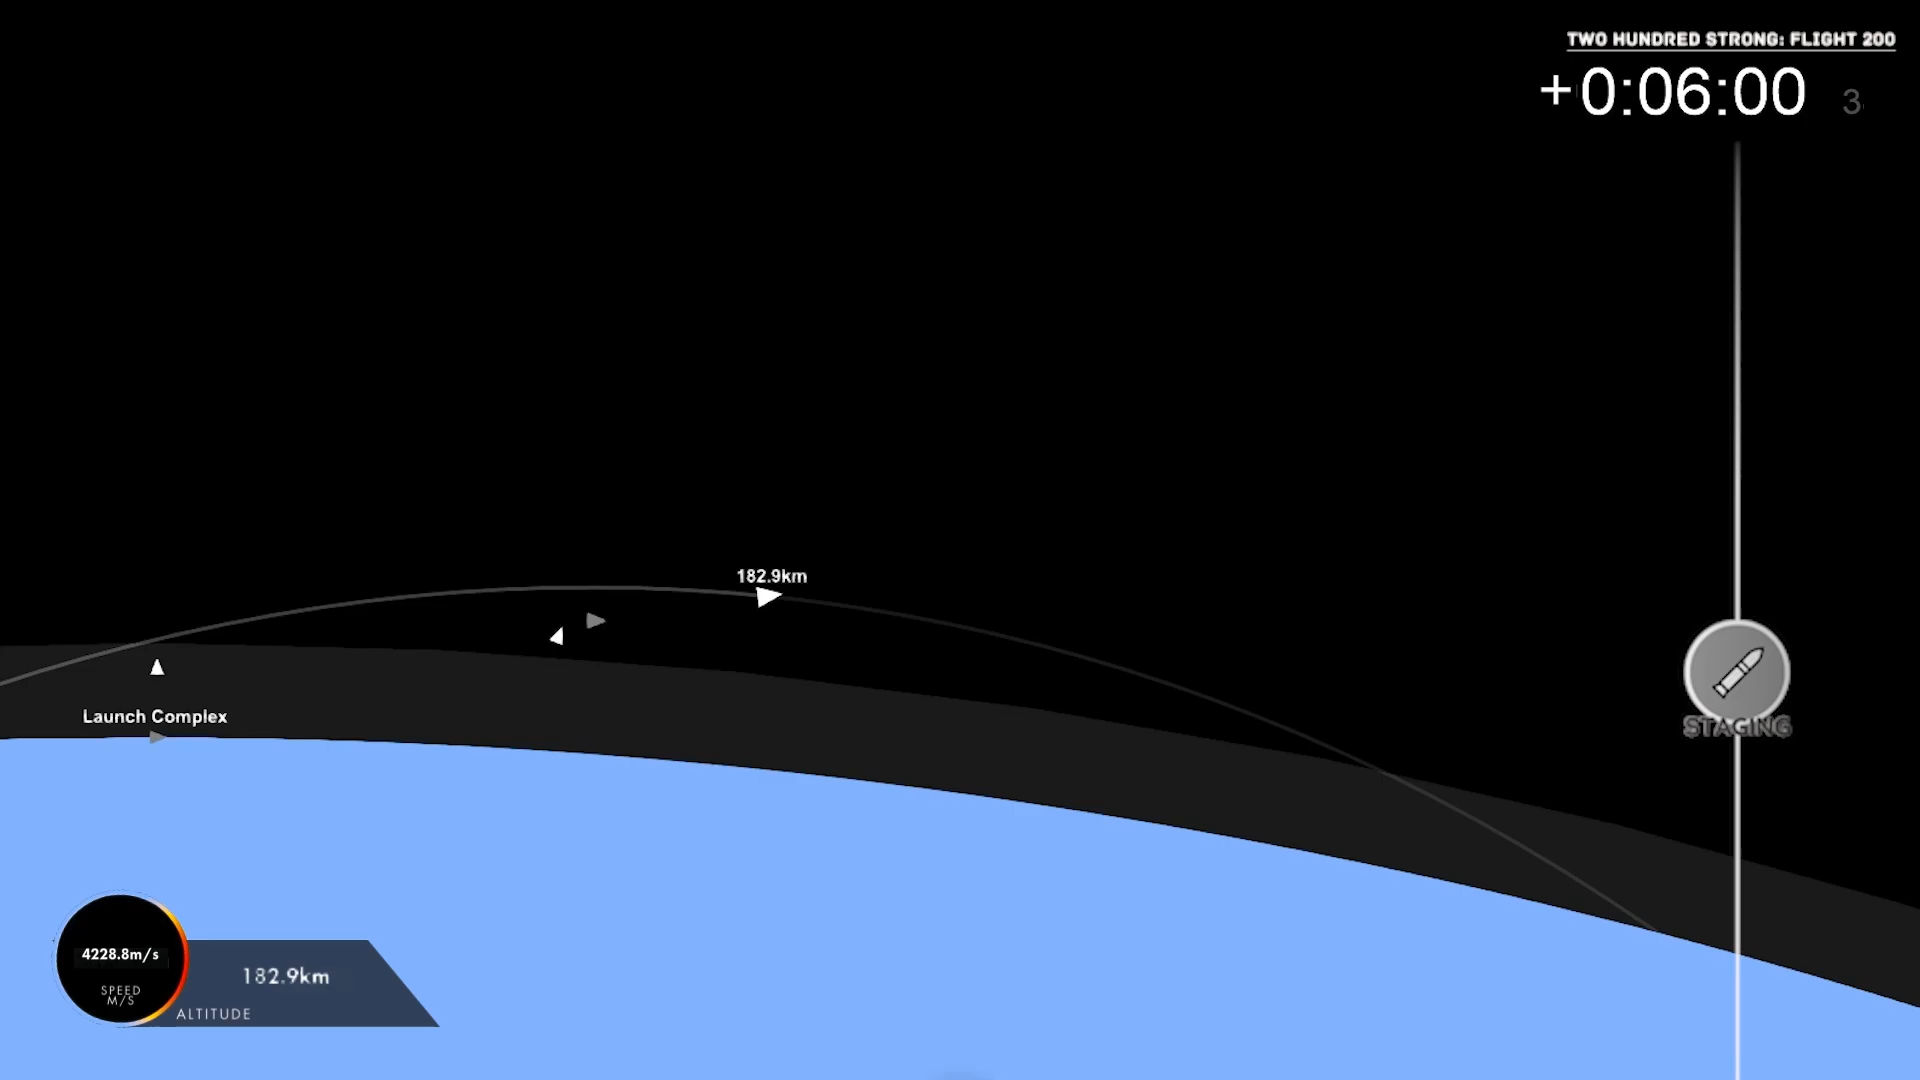 TWO HUNDRED STRONG: FLIGHT 200
+0:06:00 3
182.9km
Launch Complex
STAGING
4228.8m/s
SPEED
M/S
182.9km
ALTITUDE